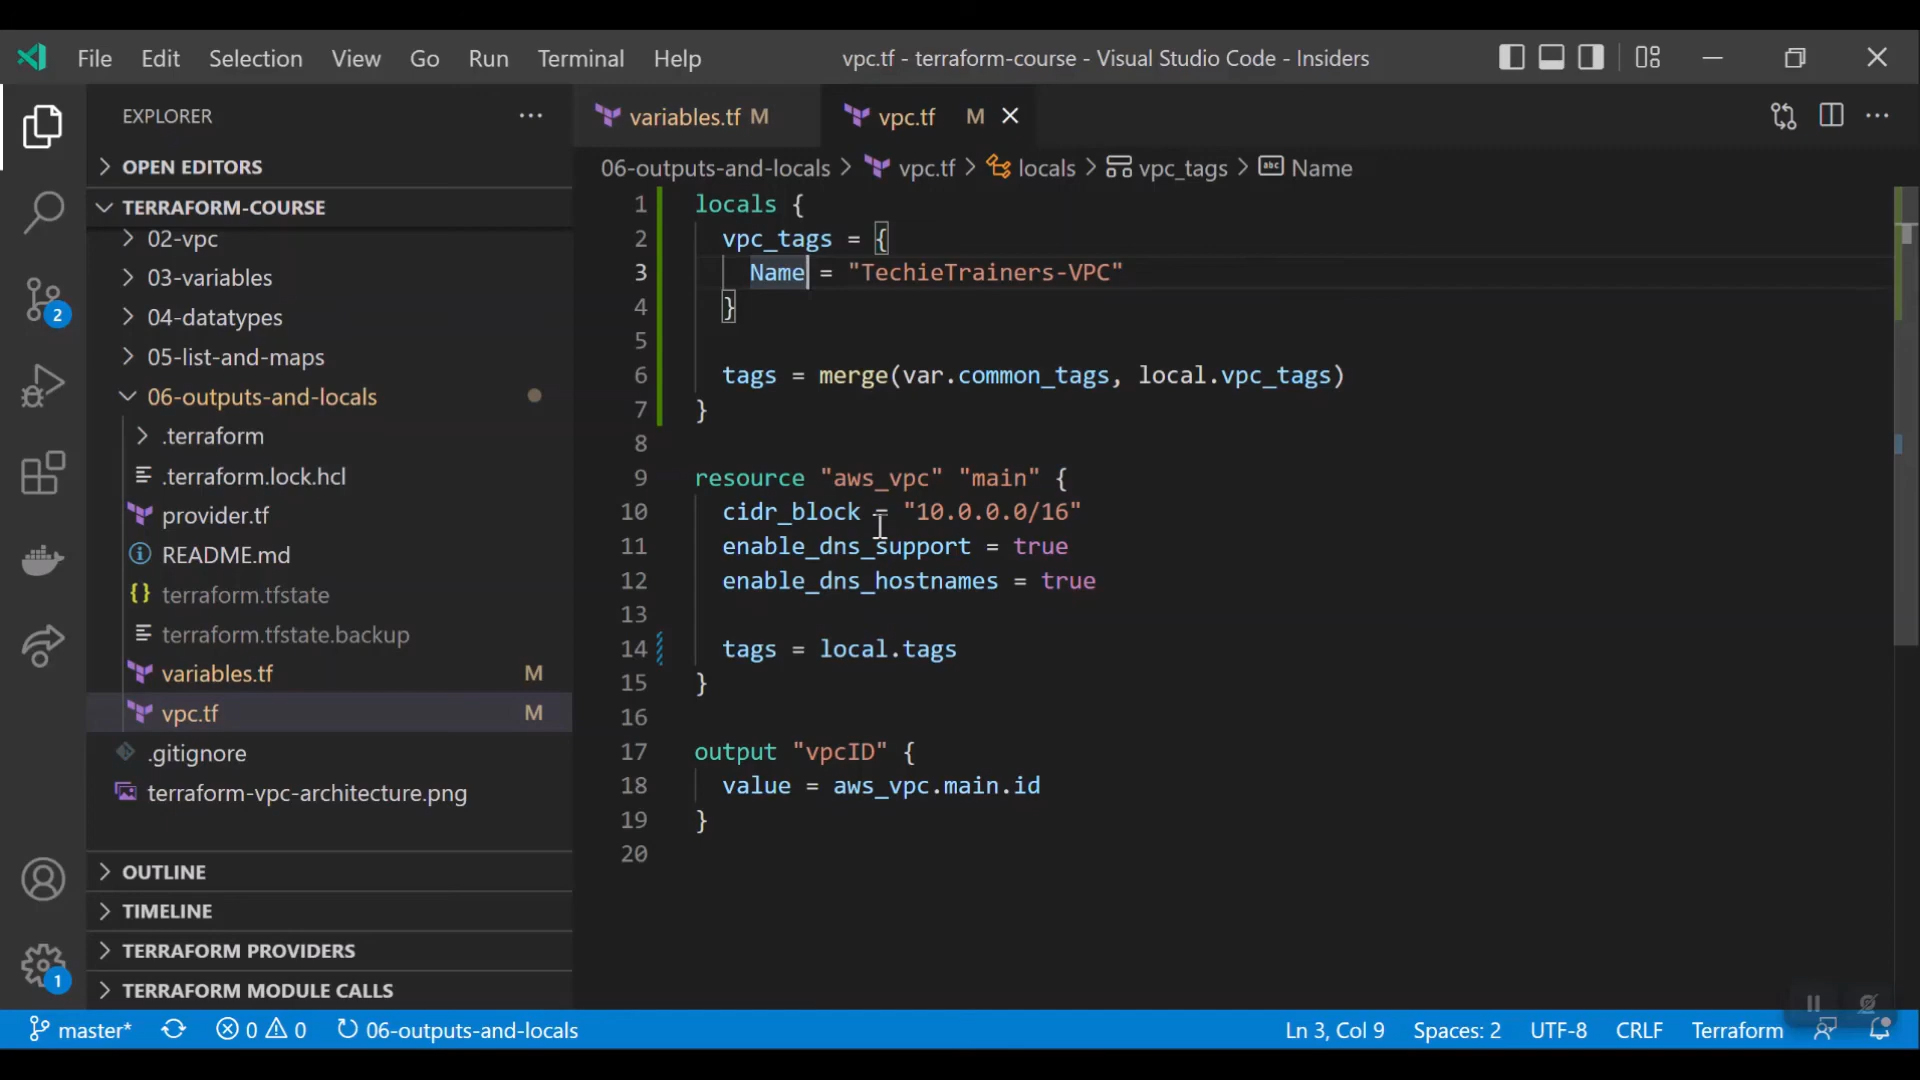 File Edit Selection View Go Run Terminal Help vpc.tf - terraform-course - Visual Studio Code - Insiders
EXPLORER
OPEN EDITORS
TERRAFORM-COURSE
02-vpc
03-variables
04-datatypes
05-list-and-maps
06-outputs-and-locals
.terraform
.terraform.lock.hcl
provider.tf
README.md
terraform.tfstate
terraform.tfstate.backup
variables.tf M
vpc.tf M
.gitignore
terraform-vpc-architecture.png
OUTLINE
TIMELINE
TERRAFORM PROVIDERS
TERRAFORM MODULE CALLS
2
1
variables.tf M vpc.tf M
06-outputs-and-locals > vpc.tf > locals > vpc_tags > abc Name
1 locals {
2 vpc_tags = {
3 Name = "TechieTrainers-VPC"
4 }
5
6 tags = merge(var.common_tags, local.vpc_tags)
7 }
8
9 resource "aws_vpc" "main" {
10 cidr_block = "10.0.0.0/16"
11 enable_dns_support = true
12 enable_dns_hostnames = true
13
14 tags = local.tags
15 }
16
17 output "vpcID" {
18 value = aws_vpc.main.id
19 }
20
master* 0 0 06-outputs-and-locals Ln 3, Col 9 Spaces: 2 UTF-8 CRLF Terraform